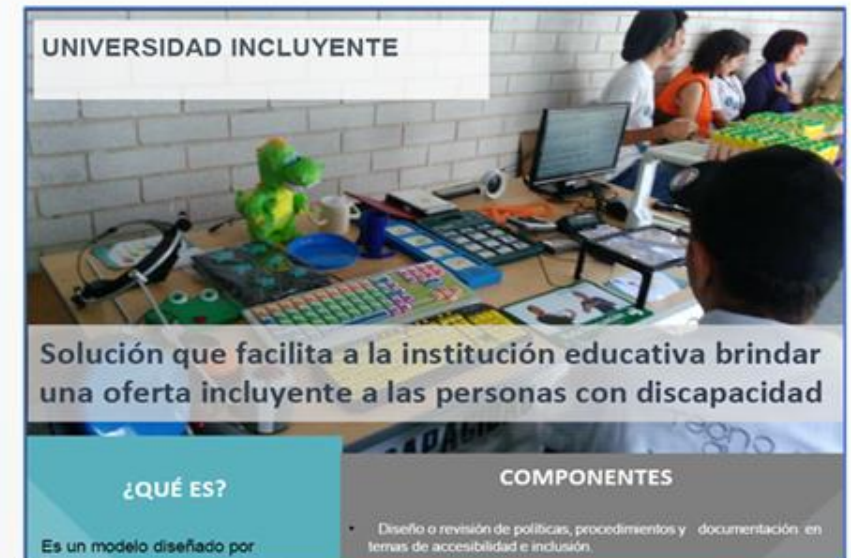 UNIVERSIDAD INCLUYENTE
Solución que facilita a la institución educativa brindar
una oferta incluyente a las personas con discapacidad
¿QUÉ ES?
Es un modelo diseñado por
COMPONENTES
• Diseño o revisión de políticas, procedimientos y documentación en
temas de accesibilidad e inclusión.